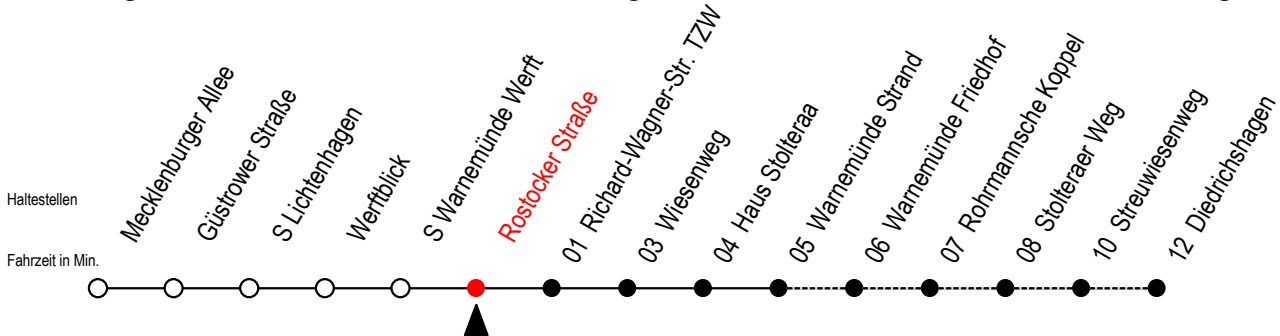 Haltestellen
Fahrzeit in Min.
Mecklenburger Allee
Güstrower Straße
S Lichtenhagen
Werftblick
S Warnemünde Werft
Rostocker Straße
01 Richard-Wagner-Str. TZW
03 Wiesenweg
04 Haus Stolteraa
05 Warnemünde Strand
06 Warnemünde Friedhof
07 Rohrmannsche Koppel
08 Stolteraer Weg
10 Streuwiesenweg
12 Diedrichshagen